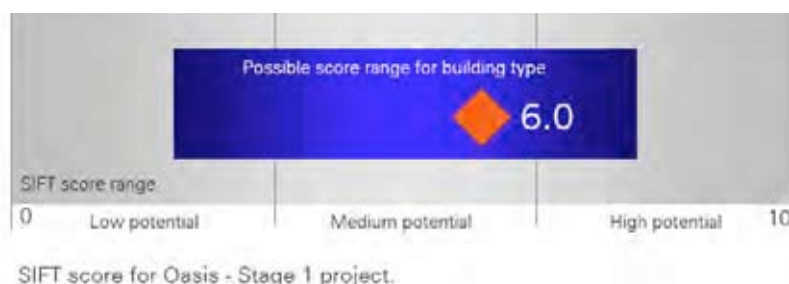 Possible score range for building type
6.0
SIFT score range
0 Low potential Medium potential High potential 10
SIFT score for Oasis - Stage 1 project.